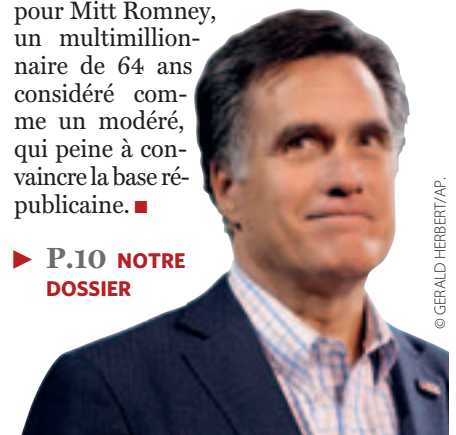 pour Mitt Romney,
un multimillion-
naire de 64 ans
considéré com-
me un modéré,
qui peine à con-
vaincre la base ré-
publicaine. ■
► P.10 NOTRE
DOSSIER
© GERALD HERBERT/AP.